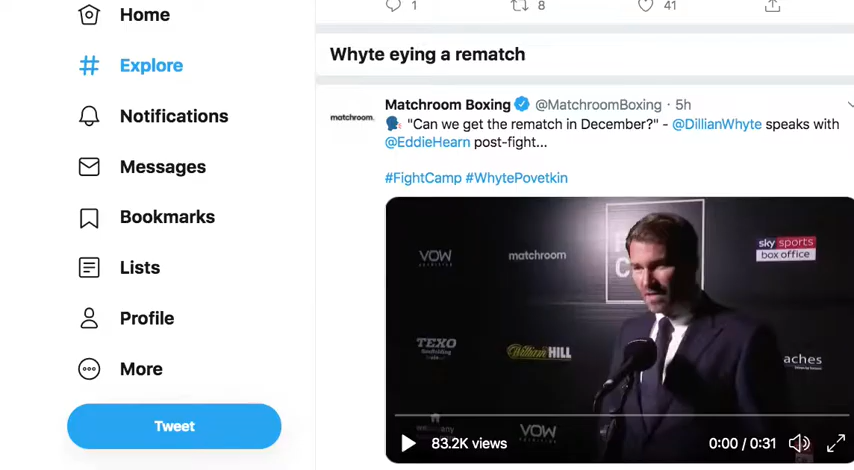 Home
1 8 41
Whyte eying a rematch
Explore
Matchroom Boxing @MatchroomBoxing · 5h
matchroom.
"Can we get the rematch in December?" - @DillianWhyte speaks with
@EddieHearn post-fight...
Notifications
Messages
#FightCamp #WhytePovetkin
Bookmarks
Lists
Profile
More
Tweet
VOW
matchroom
C
sky sports
box office
TEXO
William HILL
aches
VOW
83.2K views
0:00 / 0:31